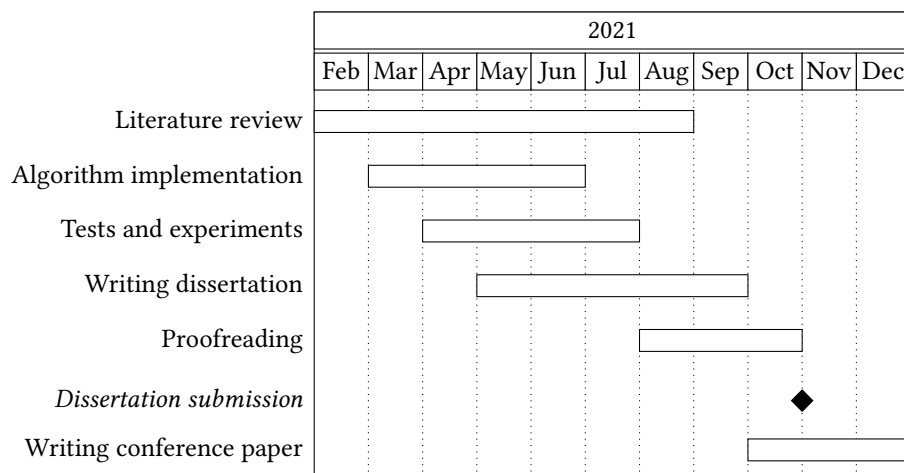 2021
Feb Mar Apr May Jun Jul Aug Sep Oct Nov Dec
Literature review
Algorithm implementation
Tests and experiments
Writing dissertation
Proofreading
Dissertation submission
Writing conference paper